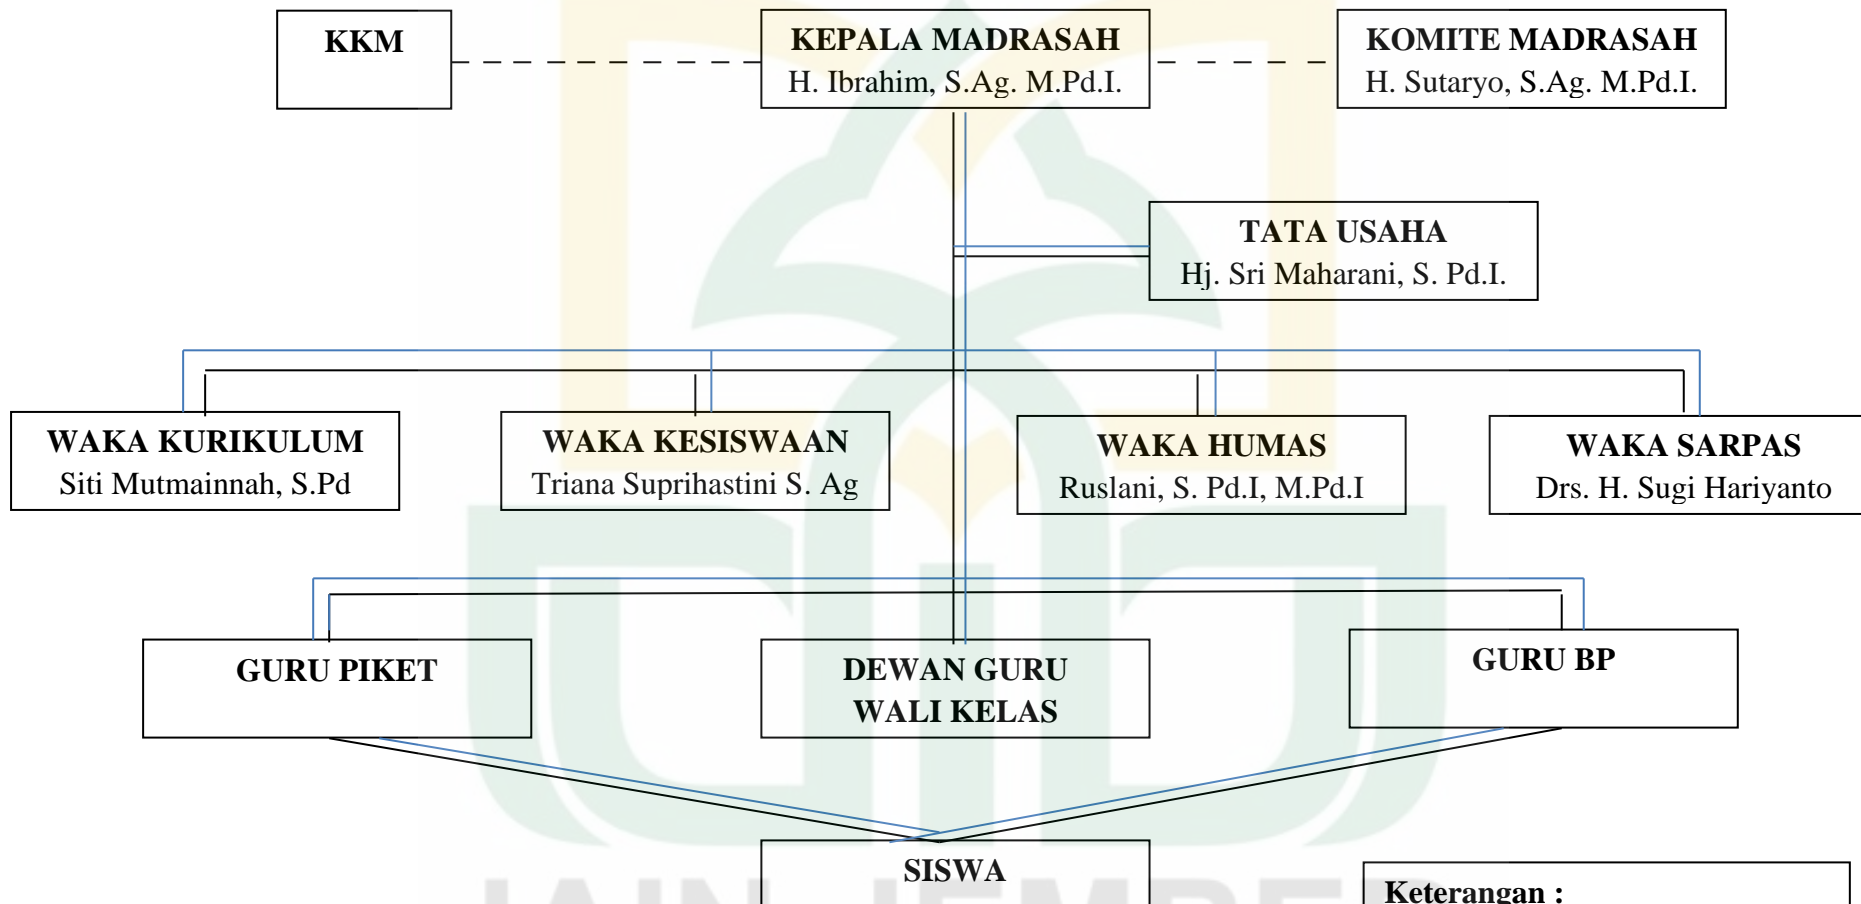 KKM
KEPALA MADRASAH
H. Ibrahim, S.Ag. M.Pd.I.
KOMITE MADRASAH
H. Sutaryo, S.Ag. M.Pd.I.
TATA USAHA
Hj. Sri Maharani, S. Pd.I.
WAKA KURIKULUM
Siti Mutmainnah, S.Pd
WAKA KESISWAAN
Triana Suprihastini S. Ag
WAKA HUMAS
Ruslani, S. Pd.I, M.Pd.I
WAKA SARPAS
Drs. H. Sugi Hariyanto
GURU PIKET
DEWAN GURU
WALI KELAS
GURU BP
SISWA
Keterangan :
IAIN JEMBER